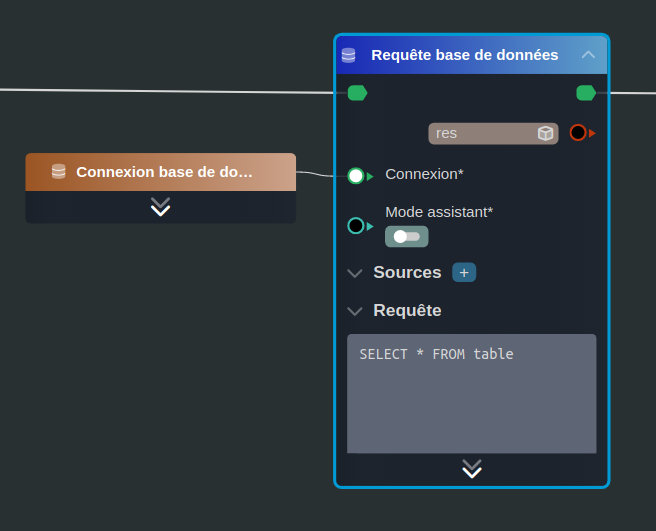 Requête base de données
res
Connexion base de do…
Connexion*
Mode assistant*
Sources +
Requête
SELECT * FROM table